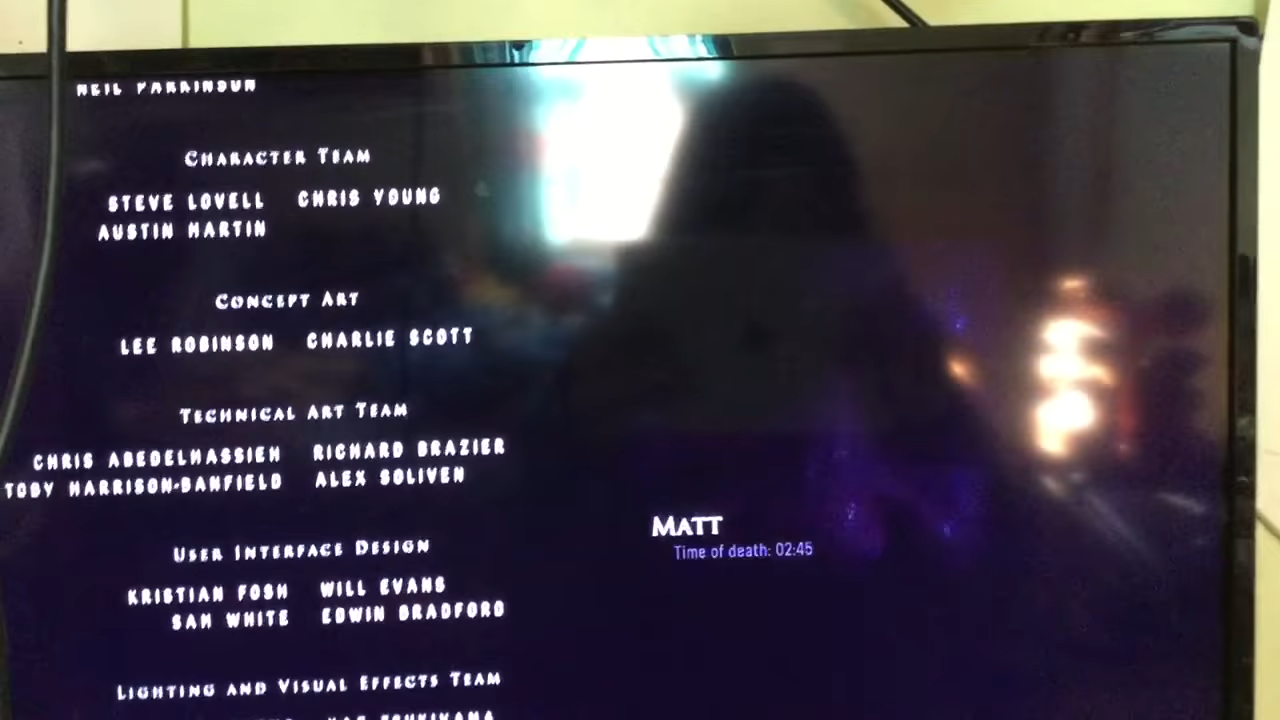 NEIL PARKINSON
CHARACTER TEAM
STEVE LOVELL CHRIS YOUNG
AUSTIN MARTIN
CONCEPT ART
LEE ROBINSON CHARLIE SCOTT
TECHNICAL ART TEAM
CHRIS ABEDELMASSIEH RICHARD BRAZIER
TOBY HARRISON-BANFIELD ALEX SOLIVEN
USER INTERFACE DESIGN
KRISTIAN FOSH WILL EVANS
SAM WHITE EDWIN BRADFORD
LIGHTING AND VISUAL EFFECTS TEAM
MATT
Time of death: 02:45